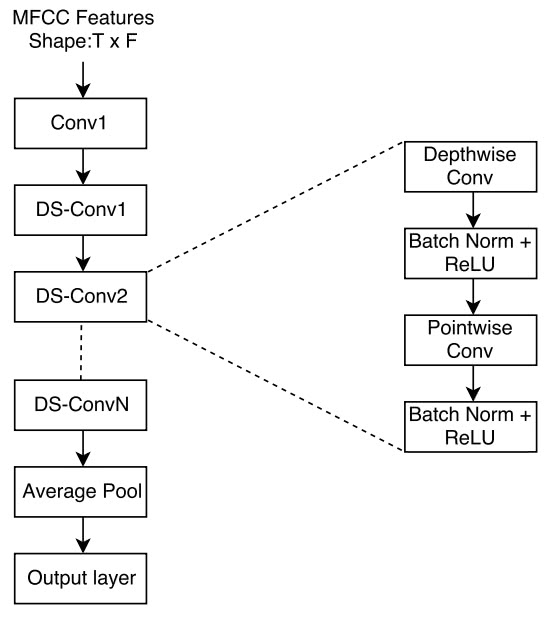 MFCC Features
Shape:T x F
Conv1
DS-Conv1
DS-Conv2
DS-ConvN
Average Pool
Output layer
Depthwise
Conv
Batch Norm +
ReLU
Pointwise
Conv
Batch Norm +
ReLU